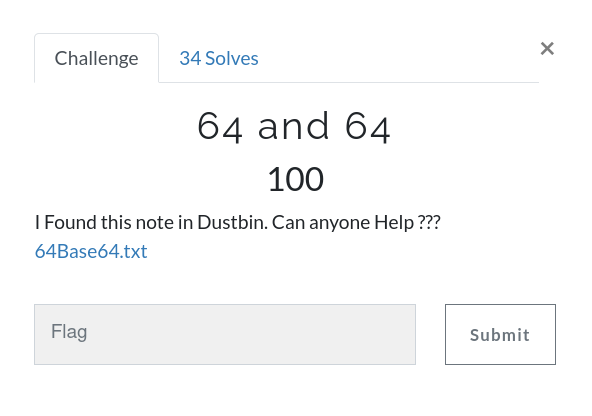 Challenge
34 Solves
×
64 and 64
100
I Found this note in Dustbin. Can anyone Help ???
64Base64.txt
Flag
Submit